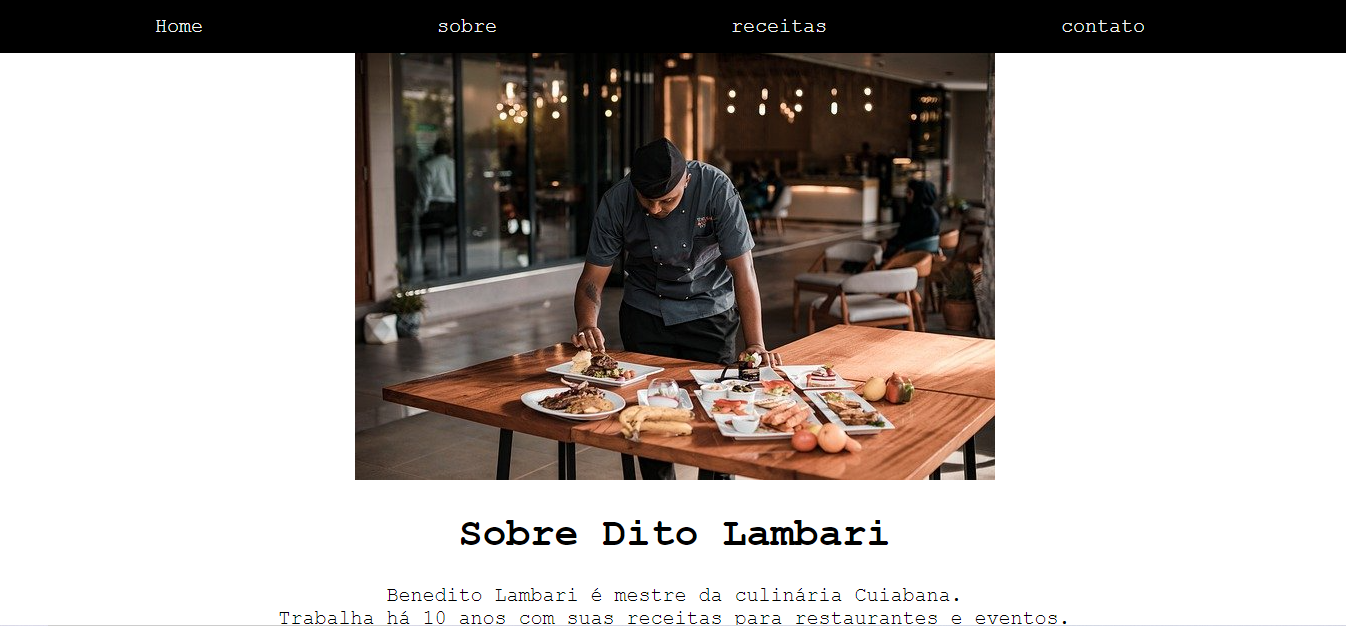 Home sobre receitas contato
Sobre Dito Lambari
Benedito Lambari é mestre da culinária Cuiabana.
Trabalha há 10 anos com suas receitas para restaurantes e eventos.